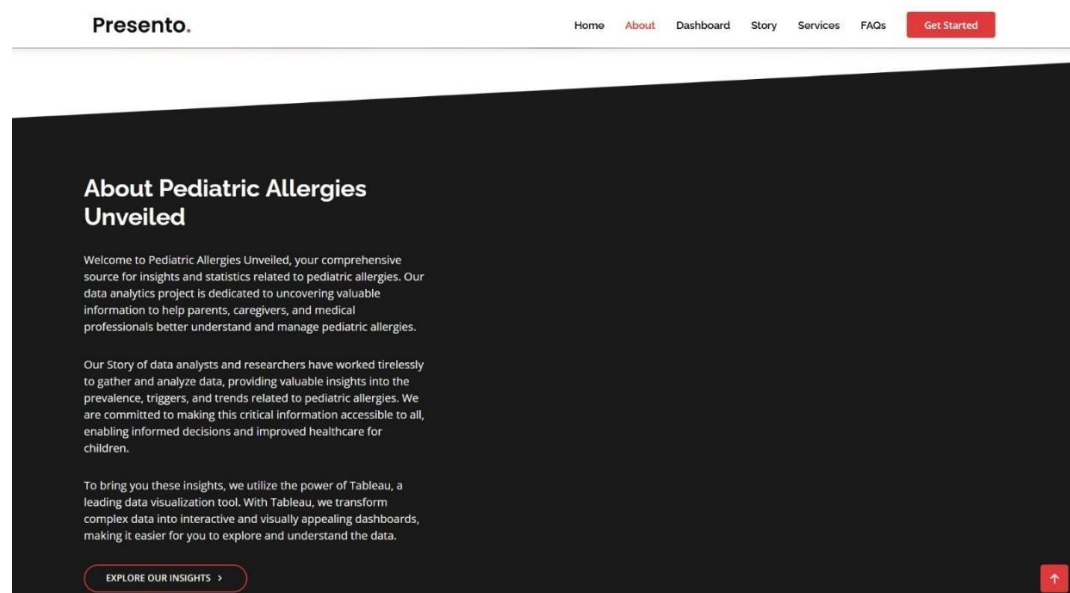 Presento.
Home About Dashboard Story Services FAQs Get Started
About Pediatric Allergies
Unveiled
Welcome to Pediatric Allergies Unveiled, your comprehensive
source for insights and statistics related to pediatric allergies. Our
data analytics project is dedicated to uncovering valuable
information to help parents, caregivers, and medical
professionals better understand and manage pediatric allergies.
Our Story of data analysts and researchers have worked tirelessly
to gather and analyze data, providing valuable insights into the
prevalence, triggers, and trends related to pediatric allergies. We
are committed to making this critical information accessible to all,
enabling informed decisions and improved healthcare for
children.
To bring you these insights, we utilize the power of Tableau, a
leading data visualization tool. With Tableau, we transform
complex data into interactive and visually appealing dashboards,
making it easier for you to explore and understand the data.
EXPLORE OUR INSIGHTS >